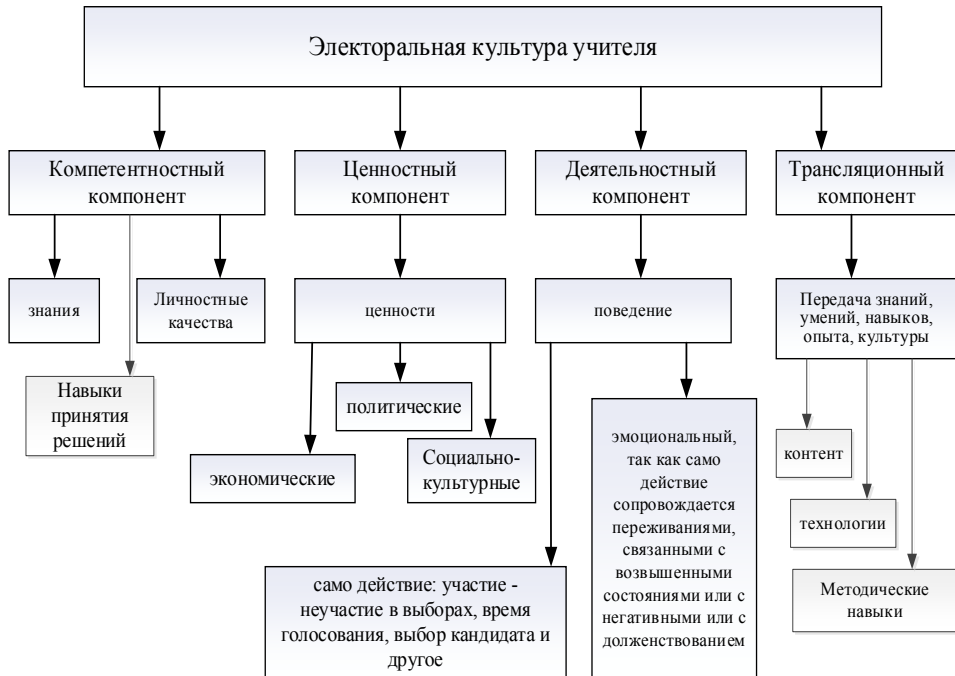 Электоральная культура учителя
Компетентностный
компонент
Ценностный
компонент
Деятельностный
компонент
Трансляционный
компонент
знания
Личностные
качества
ценности
поведение
Передача знаний,
умений, навыков,
опыта, культуры
Навыки
принятия
решений
политические
экономические
Социально-
культурные
эмоциональный,
так как само
действие
сопровождается
переживаниями,
связанными с
возвышенными
состояниями или с
негативными или с
долженствованием
контент
технологии
Методические
навыки
само действие: участие -
неучастие в выборах, время
голосования, выбор кандидата и
другое